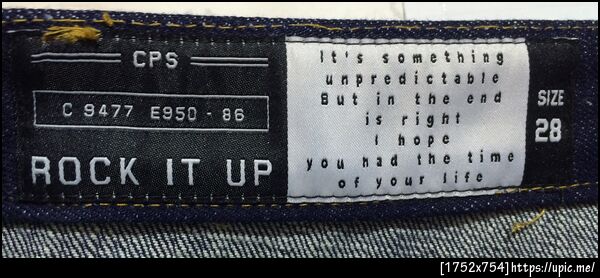 CPS
C 9477 E950 - 86
ROCK IT UP
It's something
unpredictable
But in the end
is right
I hope
you had the time
of your life
SIZE
28
[1752x754]https://upic.me/